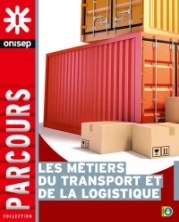 onisep
PARCOURS
COLLECTION
LES MÉTIERS
DU TRANSPORT ET
DE LA LOGISTIQUE